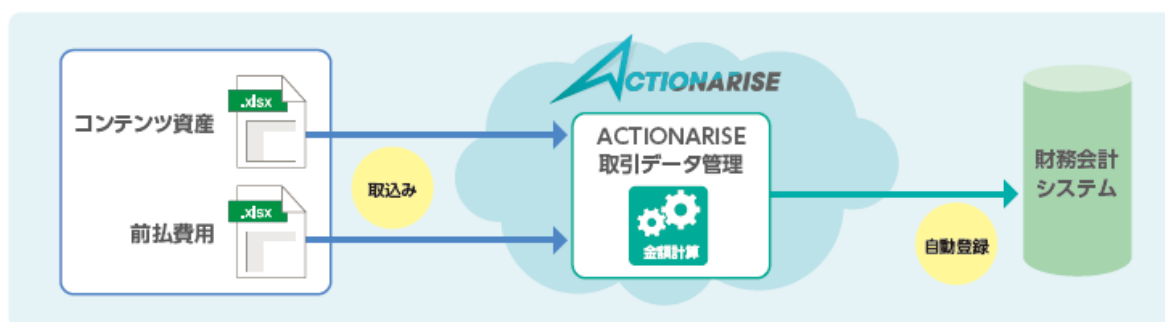 コンテンツ資産
.xlsx
前払費用
.xlsx
取込み
ACTIONARISE
ACTIONARISE
取引データ管理
金額計算
自動登録
財務会計
システム